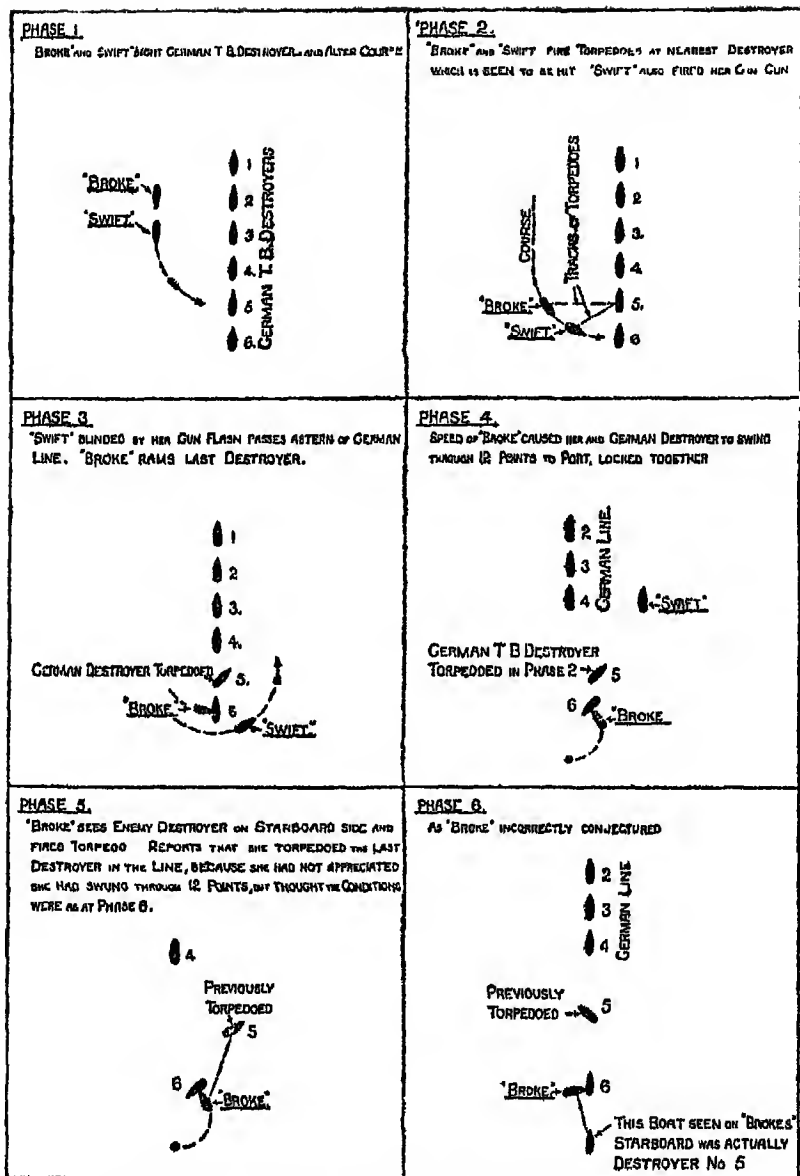 PHASE 1.
"BROKE" AND SWIFT" SIGHT GERMAN T B. DESTROYERS. AND ALTER COURSE
"BROKE"
"SWIFT"
1
2
3
4.
5
6.
GERMAN T. B. DESTROYERS
PHASE 2.
"BROKE" AND "SWIFT FIRE TORPEDOES AT NEAREST DESTROYER
WHICH IS SEEN TO BE HIT "SWIFT" ALSO FIRED HER 6IN GUN
COURSE
TRACKS OF TORPEDOES
1
2
3.
4.
5.
6
"BROKE"
"SWIFT"
PHASE 3
"SWIFT" BLINDED BY HER GUN FLASH PASSES ASTERN OF GERMAN
LINE. "BROKE" RAMS LAST DESTROYER.
1
2
3.
4.
GERMAN DESTROYER TORPEDOED
5.
"BROKE"
6
"SWIFT"
PHASE 4.
SPEED OF "BROKE" CAUSED HER AND GERMAN DESTROYER TO SWING
THROUGH 12 POINTS TO PORT, LOCKED TOGETHER
2
3
4
GERMAN LINE.
"SWIFT"
GERMAN T B DESTROYER
TORPEDOED IN PHASE 2
5
6
"BROKE
PHASE 5.
"BROKE" SEES ENEMY DESTROYER ON STARBOARD SIDE AND
FIRED TORPEDO REPORTS THAT SHE TORPEDOED THE LAST
DESTROYER IN THE LINE, BECAUSE SHE HAD NOT APPRECIATED
SHE HAD SWUNG THROUGH 12 POINTS, BUT THOUGHT THE CONDITIONS
WERE AS AT PHASE 6.
4
PREVIOUSLY
TORPEDOED
5
6
"BROKE"
PHASE 6.
AS "BROKE" INCORRECTLY CONJECTURED
2
3
4
GERMAN LINE
PREVIOUSLY
TORPEDOED
5
"BROKE"
6
THIS BOAT SEEN ON "BROKES"
STARBOARD WAS ACTUALLY
DESTROYER NO 5